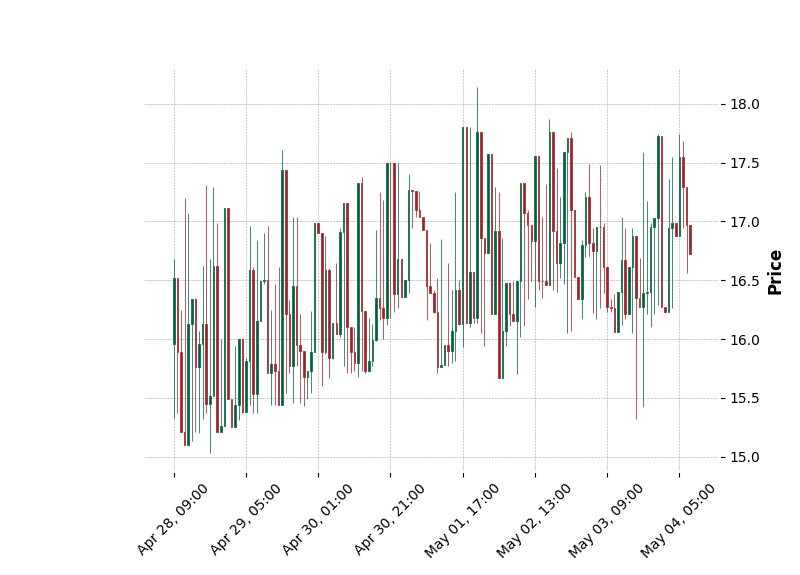 18.0
17.5
17.0
16.5
16.0
15.5
15.0
Price
Apr 28, 09:00
Apr 29, 05:00
Apr 30, 01:00
Apr 30, 21:00
May 01, 17:00
May 02, 13:00
May 03, 09:00
May 04, 05:00